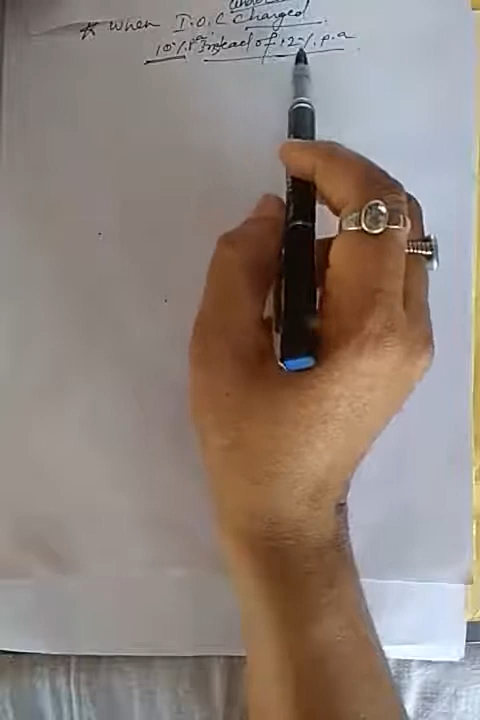 * When I.O.C charged
10% p.a instead of 12% p.a